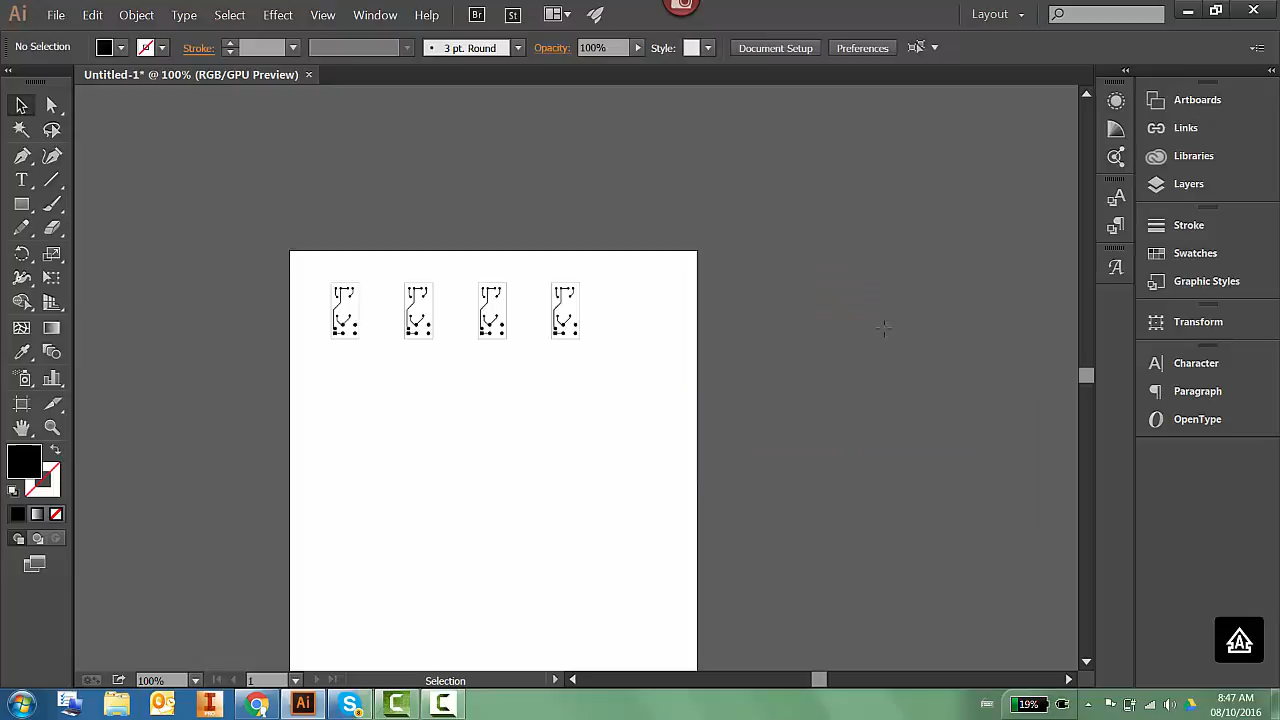 Ai File Edit Object Type Select Effect View Window Help Br St Layout
No Selection Stroke: 3 pt. Round Opacity: 100% Style: Document Setup Preferences
Untitled-1* @ 100% (RGB/GPU Preview) ×
Artboards
Links
Libraries
Layers
Stroke
Swatches
Graphic Styles
Transform
Character
Paragraph
OpenType
100% 1 Selection
19% 8:47 AM
08/10/2016